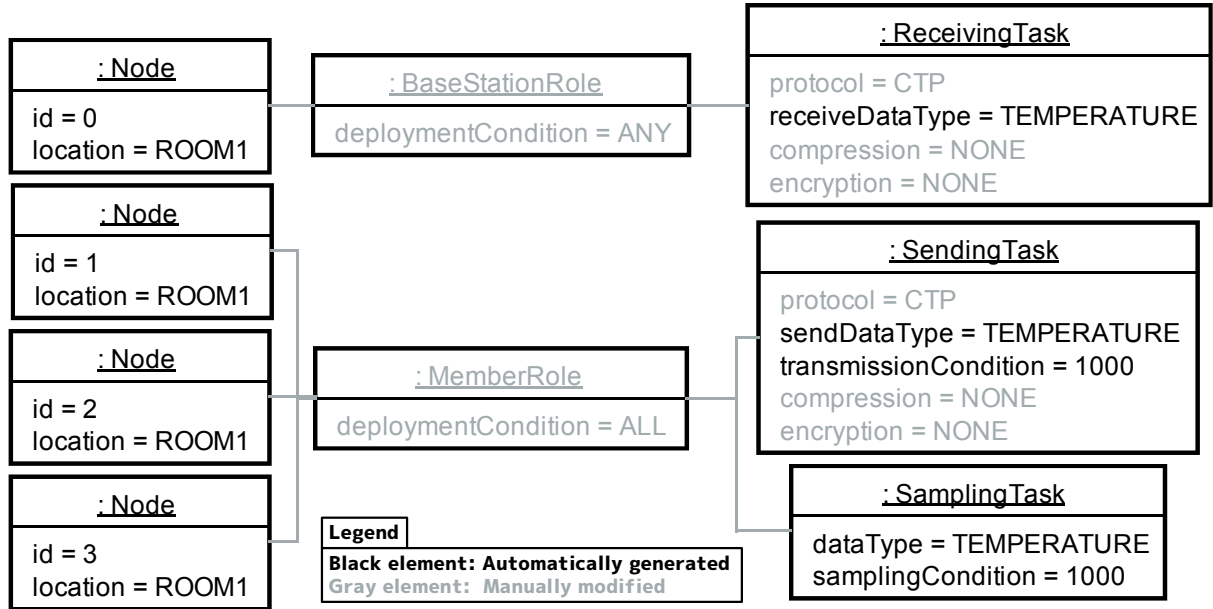 : Node
id = 0
location = ROOM1
: BaseStationRole
deploymentCondition = ANY
: ReceivingTask
protocol = CTP
receiveDataType = TEMPERATURE
compression = NONE
encryption = NONE
: Node
id = 1
location = ROOM1
: Node
id = 2
location = ROOM1
: Node
id = 3
location = ROOM1
: MemberRole
deploymentCondition = ALL
: SendingTask
protocol = CTP
sendDataType = TEMPERATURE
transmissionCondition = 1000
compression = NONE
encryption = NONE
: SamplingTask
dataType = TEMPERATURE
samplingCondition = 1000
Legend
Black element: Automatically generated
Gray element: Manually modified